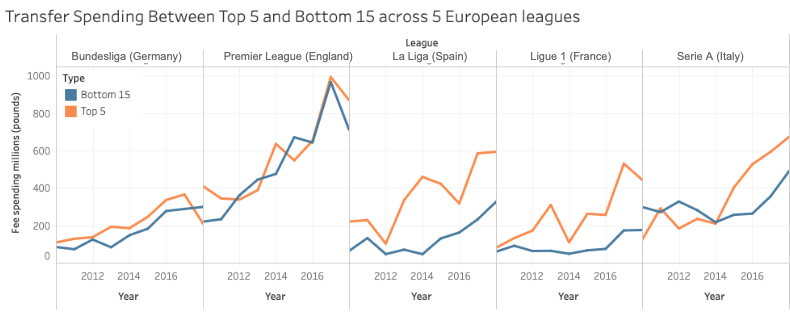 Transfer Spending Between Top 5 and Bottom 15 across 5 European leagues
League
Bundesliga (Germany) Premier League (England) La Liga (Spain) Ligue 1 (France) Serie A (Italy)
Fee spending millions (pounds)
1000
800
600
400
200
0
Type
Bottom 15
Top 5
2012 2014 2016 2012 2014 2016 2012 2014 2016 2012 2014 2016 2012 2014 2016
Year Year Year Year Year